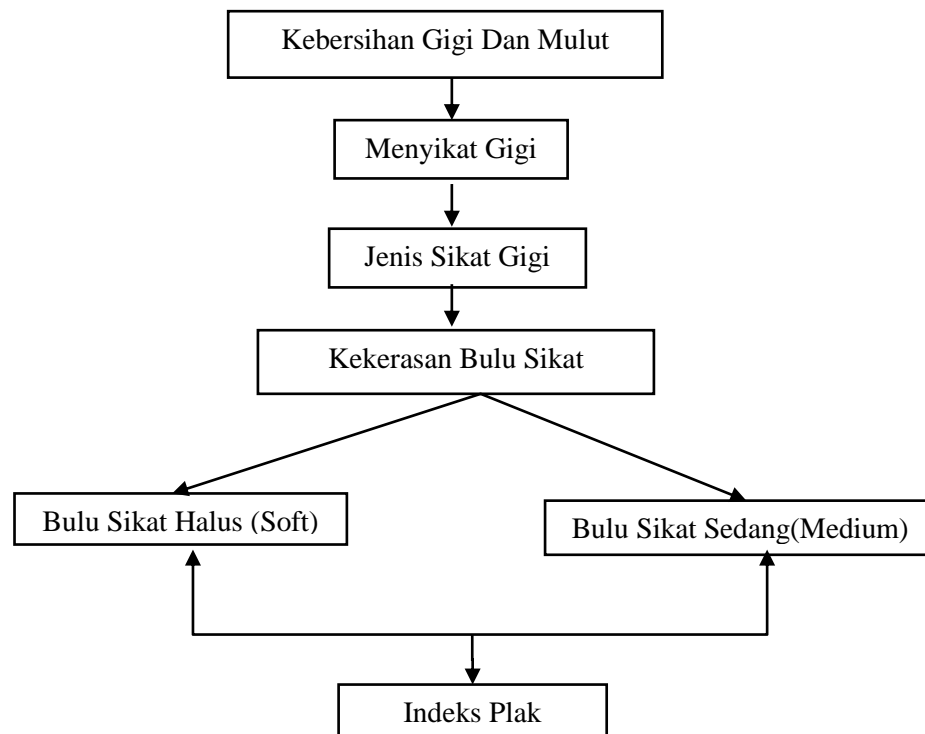 Kebersihan Gigi Dan Mulut
Menyikat Gigi
Jenis Sikat Gigi
Kekerasan Bulu Sikat
Bulu Sikat Halus (Soft)
Bulu Sikat Sedang(Medium)
Indeks Plak